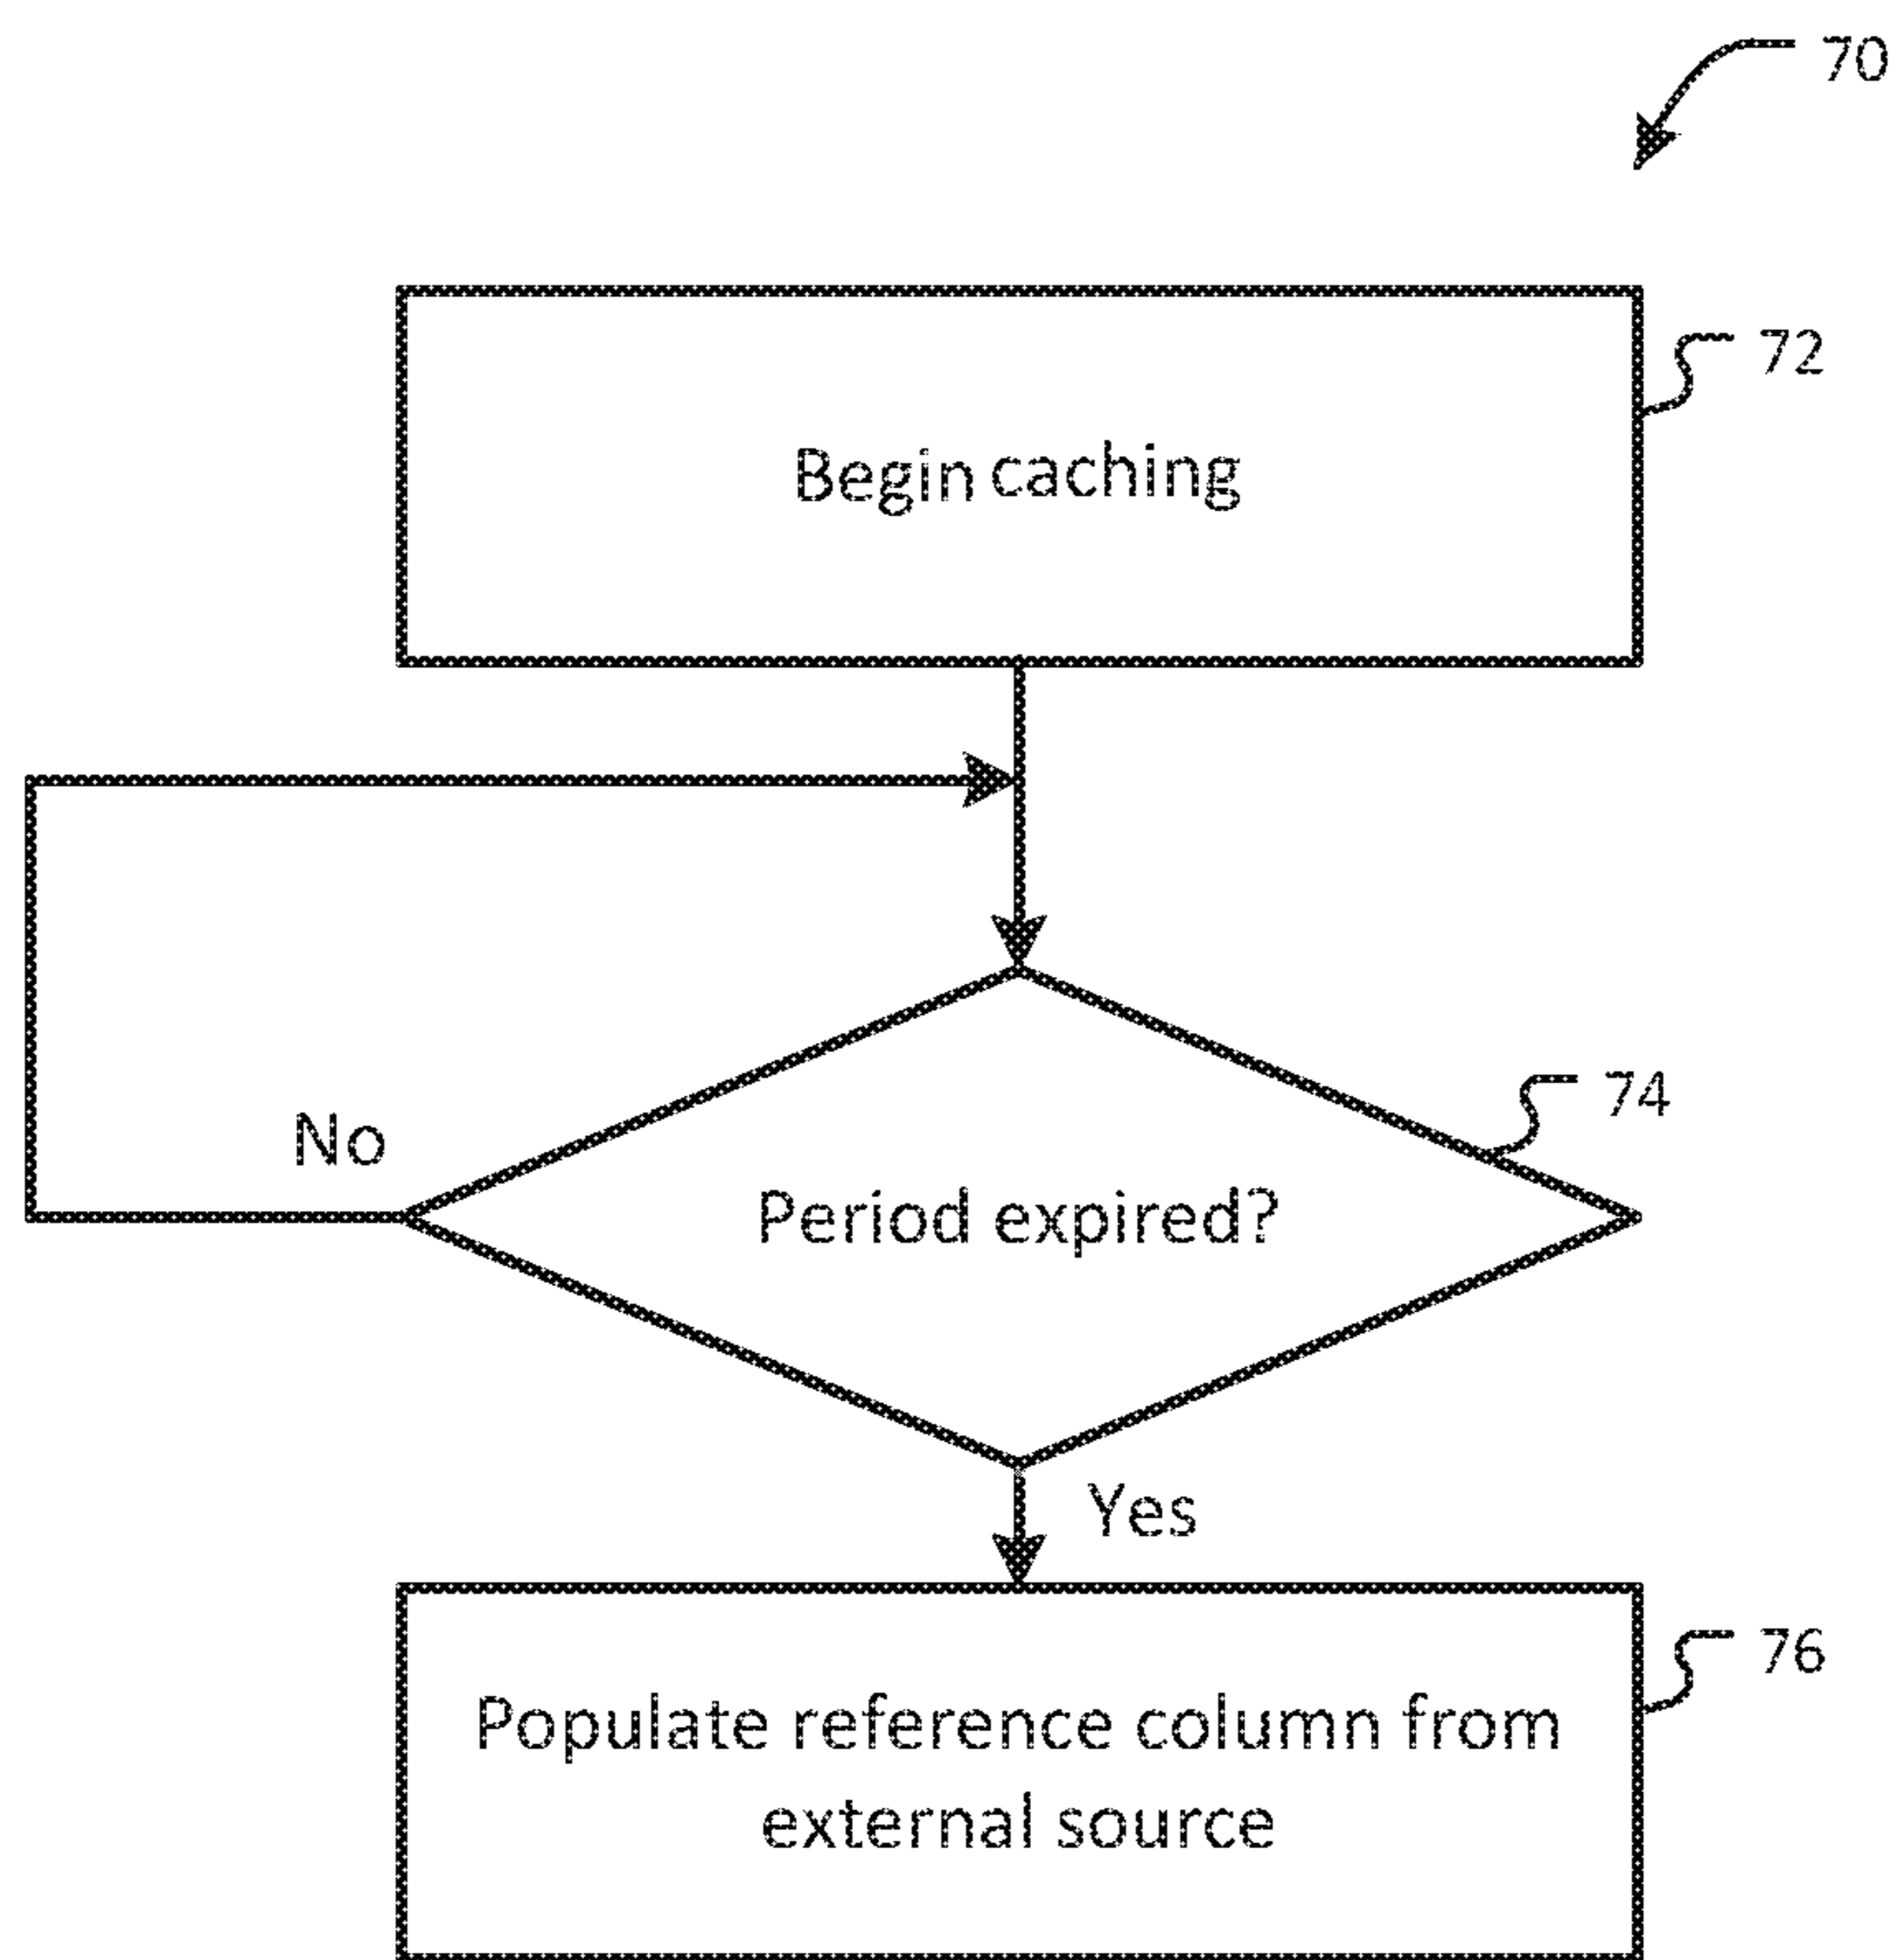 70
72
Begin caching
74
No
Period expired?
Yes
76
Populate reference column from
external source